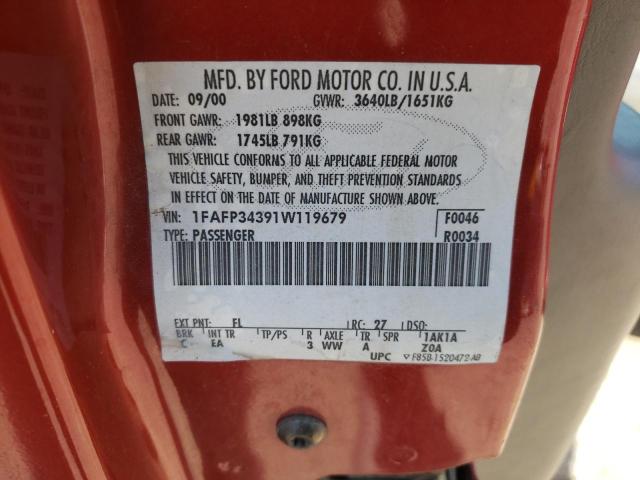 MFD. BY FORD MOTOR CO. IN U.S.A.
DATE: 09/00 GVWR: 3640LB/1651KG
FRONT GAWR: 1981LB 898KG
REAR GAWR: 1745LB 791KG
THIS VEHICLE CONFORMS TO ALL APPLICABLE FEDERAL MOTOR
VEHICLE SAFETY, BUMPER, AND THEFT PREVENTION STANDARDS
IN EFFECT ON THE DATE OF MANUFACTURE SHOWN ABOVE.
VIN: 1FAFP34391W119679 F0046
TYPE: PASSENGER R0034
EXT PNT: FL RC: 27 DSO:
BRK INT TR TP/PS R AXLE TR SPR 1AK1A
C EA 3 WW A Z0A
UPC F85B-1520472-AB